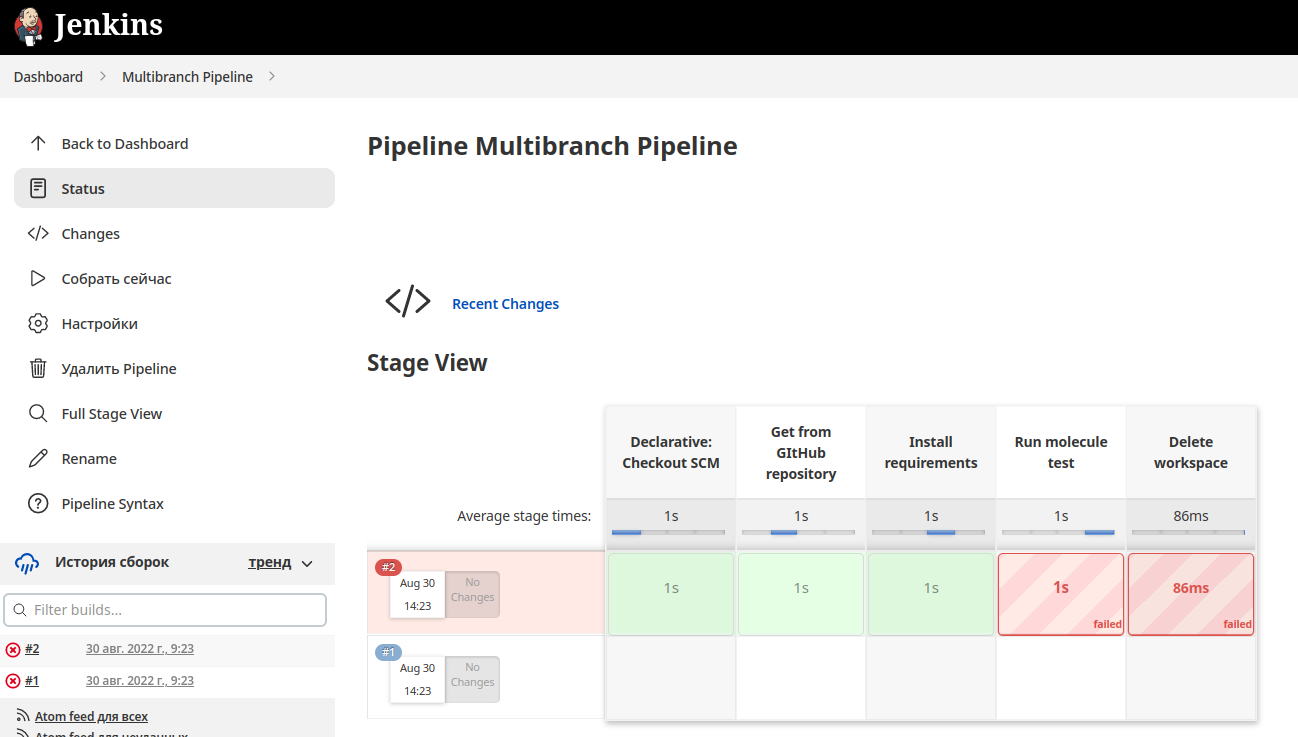 Jenkins
Dashboard
Multibranch Pipeline
Back to Dashboard
Status
Changes
Собрать сейчас
Настройки
Удалить Pipeline
Full Stage View
Rename
Pipeline Syntax
История сборок
тренд
Filter builds...
#2
30 авг. 2022 г., 9:23
#1
30 авг. 2022 г., 9:23
Atom feed для всех
Atom feed для неудачных
Pipeline Multibranch Pipeline
Recent Changes
Stage View
Declarative:
Checkout SCM
Get from
GItHub
repository
Install
requirements
Run molecule
test
Delete
workspace
Average stage times:
1s
1s
1s
1s
86ms
#2
Aug 30
14:23
No
Changes
1s
1s
1s
1s
failed
86ms
failed
#1
Aug 30
14:23
No
Changes